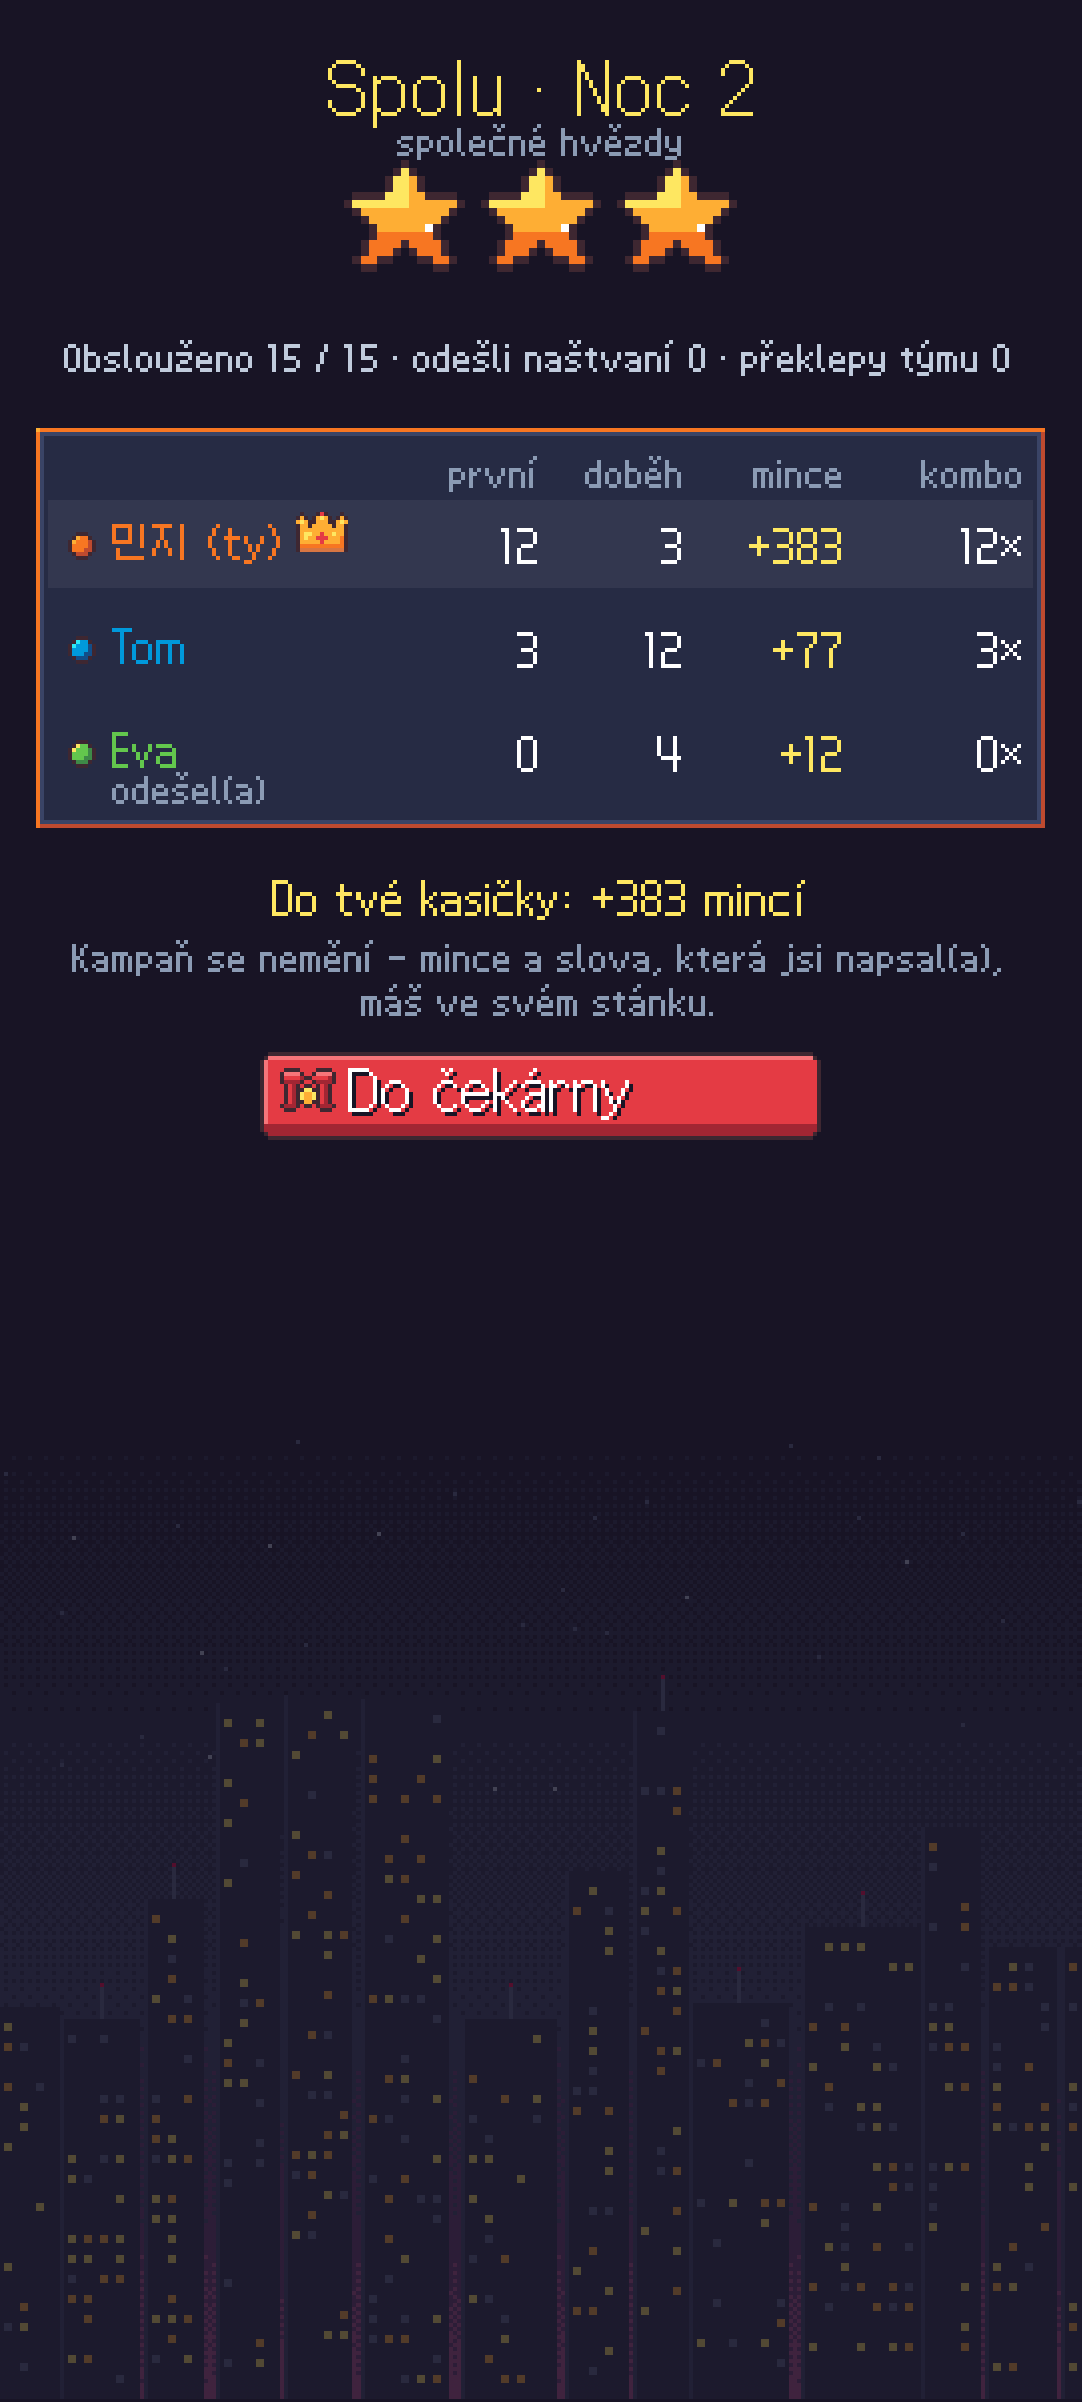 Spolu · Noc 2
společné hvězdy
Obslouženo 15 / 15 · odešli naštvaní 0 · překlepy týmu 0
první doběh mince kombo
민지 (ty) 12 3 +383 12×
Tom 3 12 +77 3×
Eva 0 4 +12 0×
odešel(a)
Do tvé kasičky: +383 mincí
Kampaň se nemění – mince a slova, která jsi napsal(a),
máš ve svém stánku.
Do čekárny